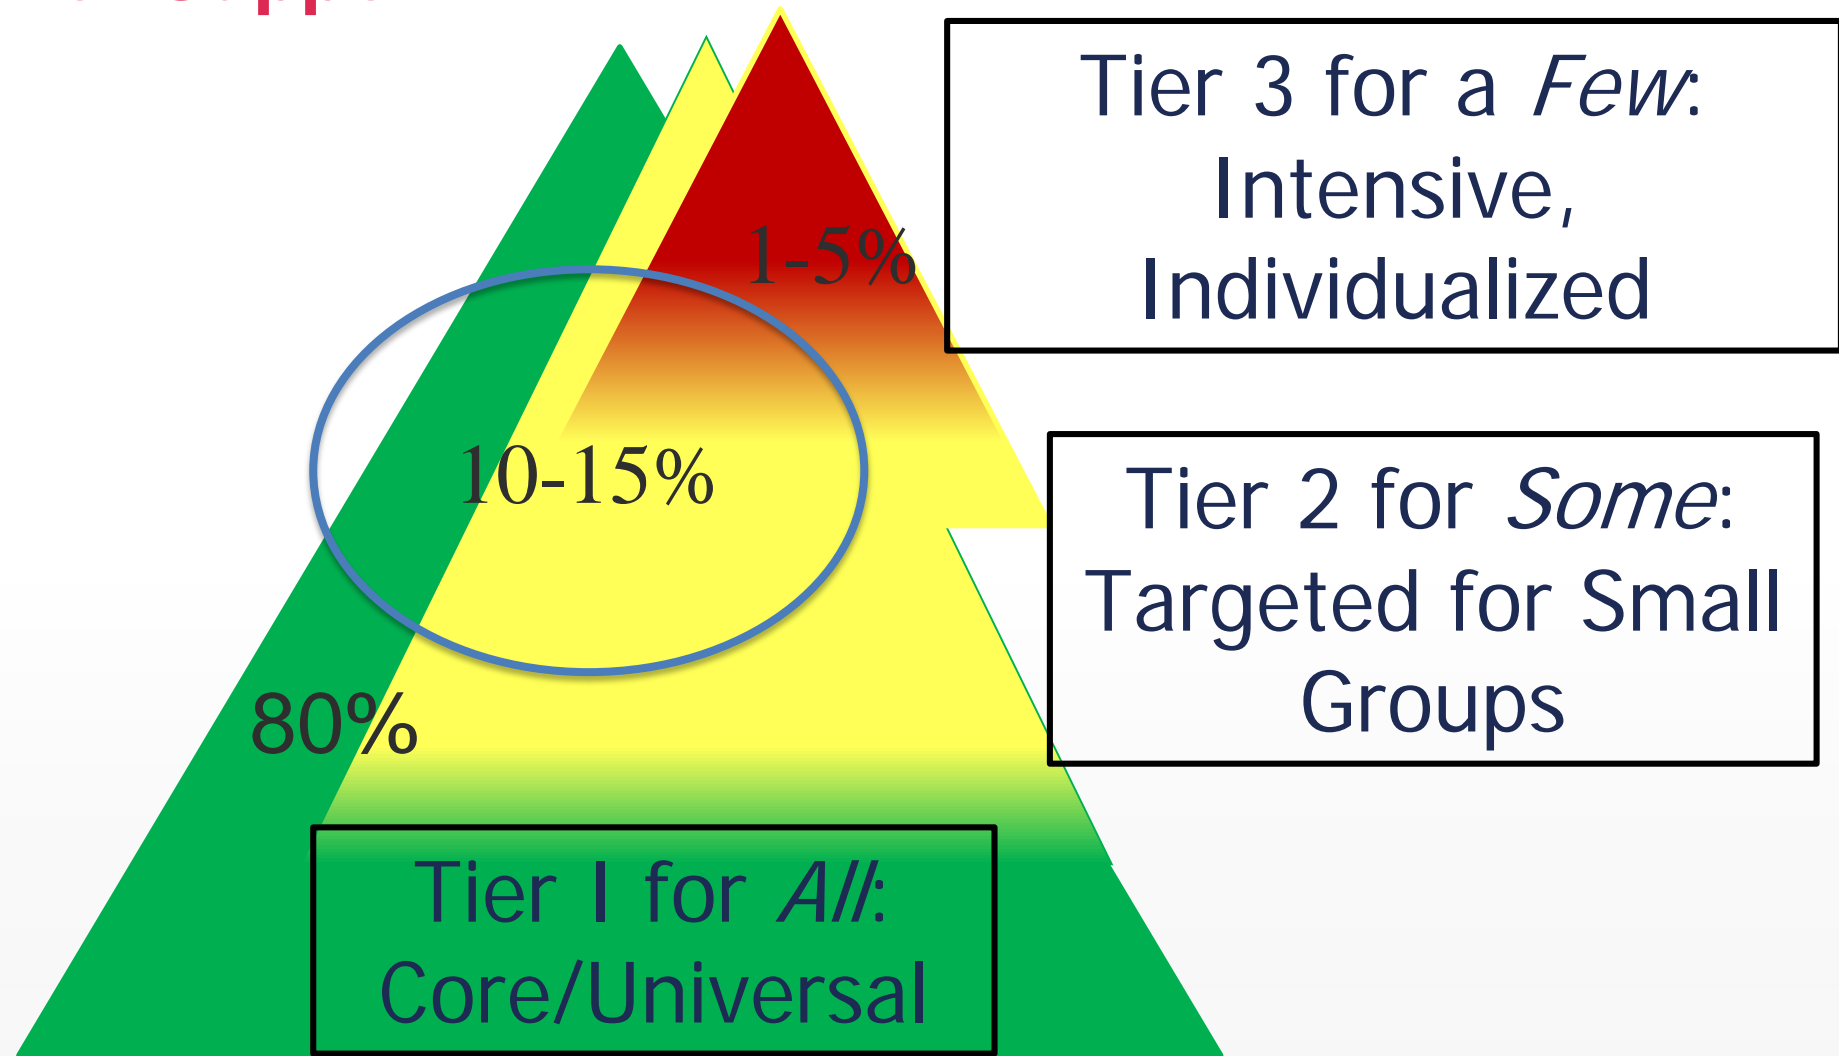 Tier 3 for a Few:
Intensive,
Individualized
1-5%
10-15%
Tier 2 for Some:
Targeted for Small
Groups
80%
Tier I for All:
Core/Universal